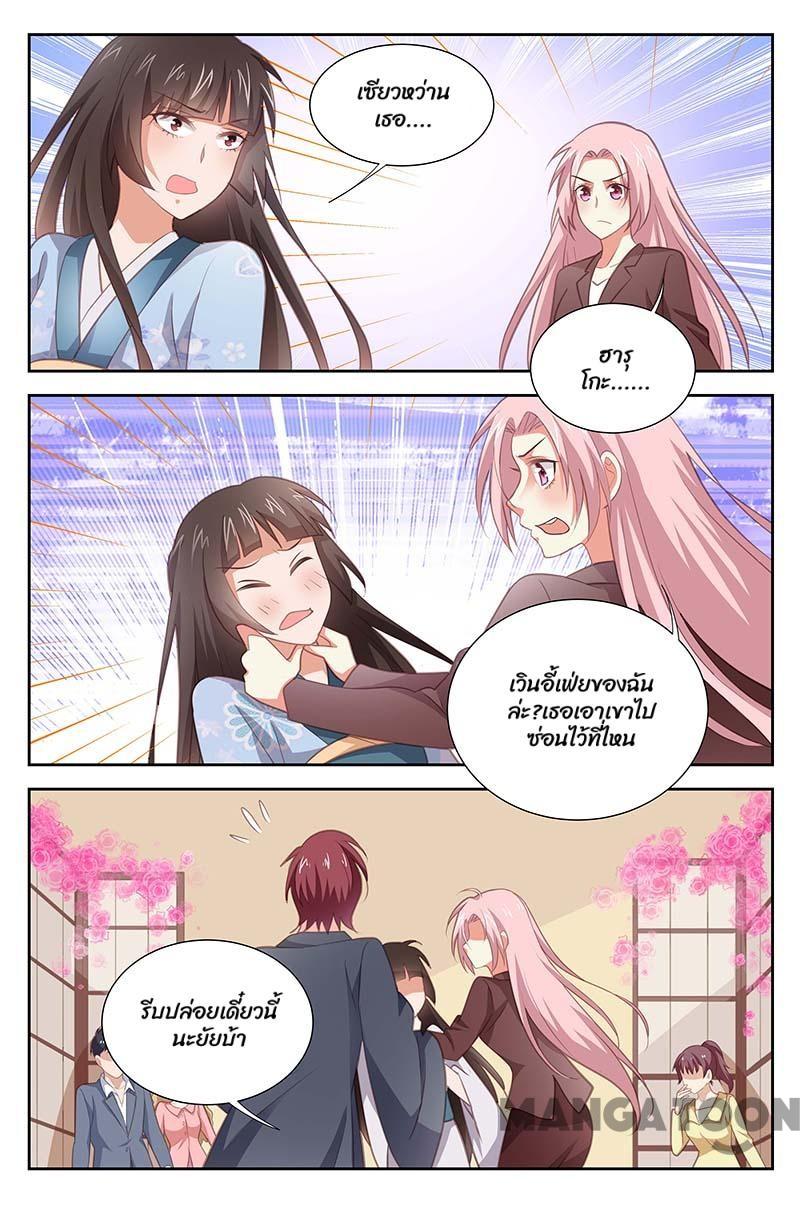 เซียวหว่าน
เธอ....
ฮารุ
โกะ......
เวินอี้เฟยของฉัน
ล่ะ?เธอเอาเขาไป
ซ่อนไว้ที่ไหน
รีบปล่อยเดี๋ยวนี้
นะยัยบ้า
MANGATOON